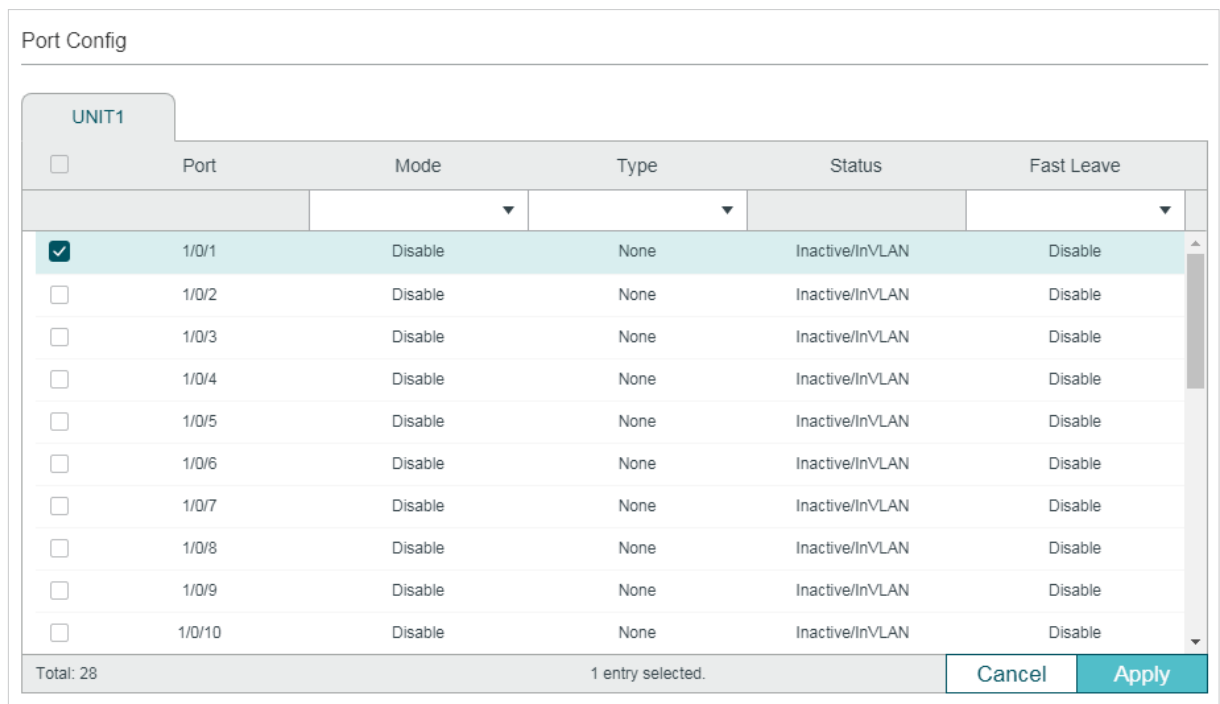 Port Config
UNIT1
Port Mode Type Status Fast Leave
1/0/1 Disable None Inactive/InVLAN Disable
1/0/2 Disable None Inactive/InVLAN Disable
1/0/3 Disable None Inactive/InVLAN Disable
1/0/4 Disable None Inactive/InVLAN Disable
1/0/5 Disable None Inactive/InVLAN Disable
1/0/6 Disable None Inactive/InVLAN Disable
1/0/7 Disable None Inactive/InVLAN Disable
1/0/8 Disable None Inactive/InVLAN Disable
1/0/9 Disable None Inactive/InVLAN Disable
1/0/10 Disable None Inactive/InVLAN Disable
Total: 28 1 entry selected. Cancel Apply